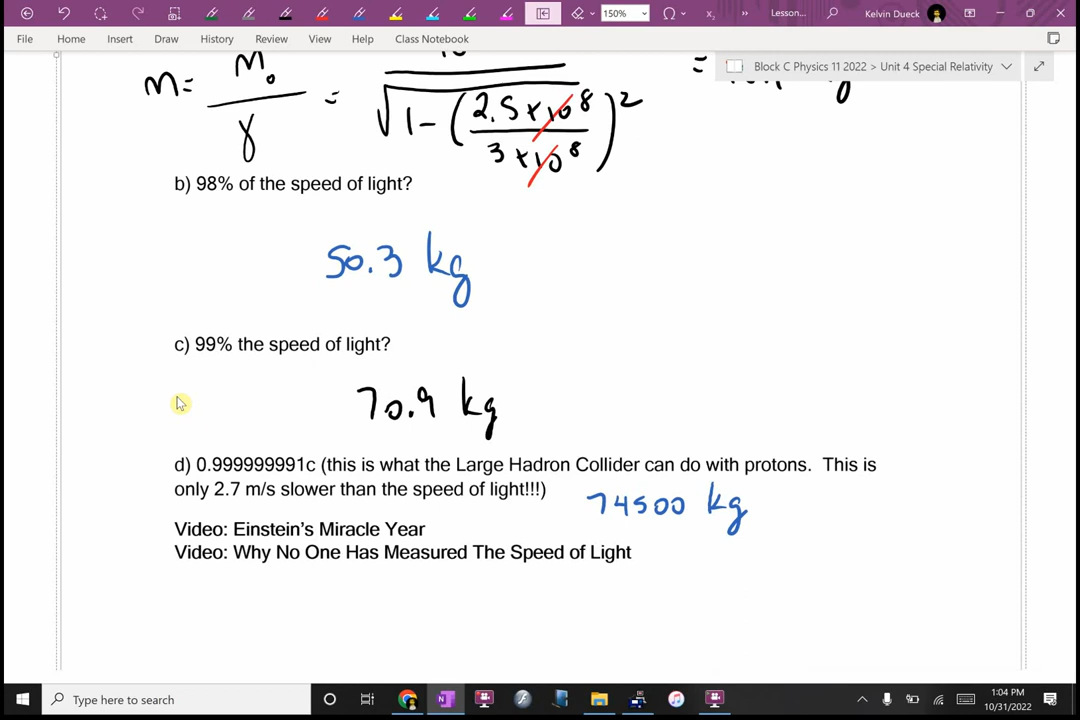 150%
Lesson...
Kelvin Dueck
File Home Insert Draw History Review View Help Class Notebook
Block C Physics 11 2022 > Unit 4 Special Relativity
m = m₀ / γ = / √1 - (2.5 × 10⁸ / 3 × 10⁸)² =
b) 98% of the speed of light?
50.3 kg
c) 99% the speed of light?
70.9 kg
d) 0.999999991c (this is what the Large Hadron Collider can do with protons. This is
only 2.7 m/s slower than the speed of light!!!)
74500 kg
Video: Einstein's Miracle Year
Video: Why No One Has Measured The Speed of Light
Type here to search
1:04 PM
10/31/2022